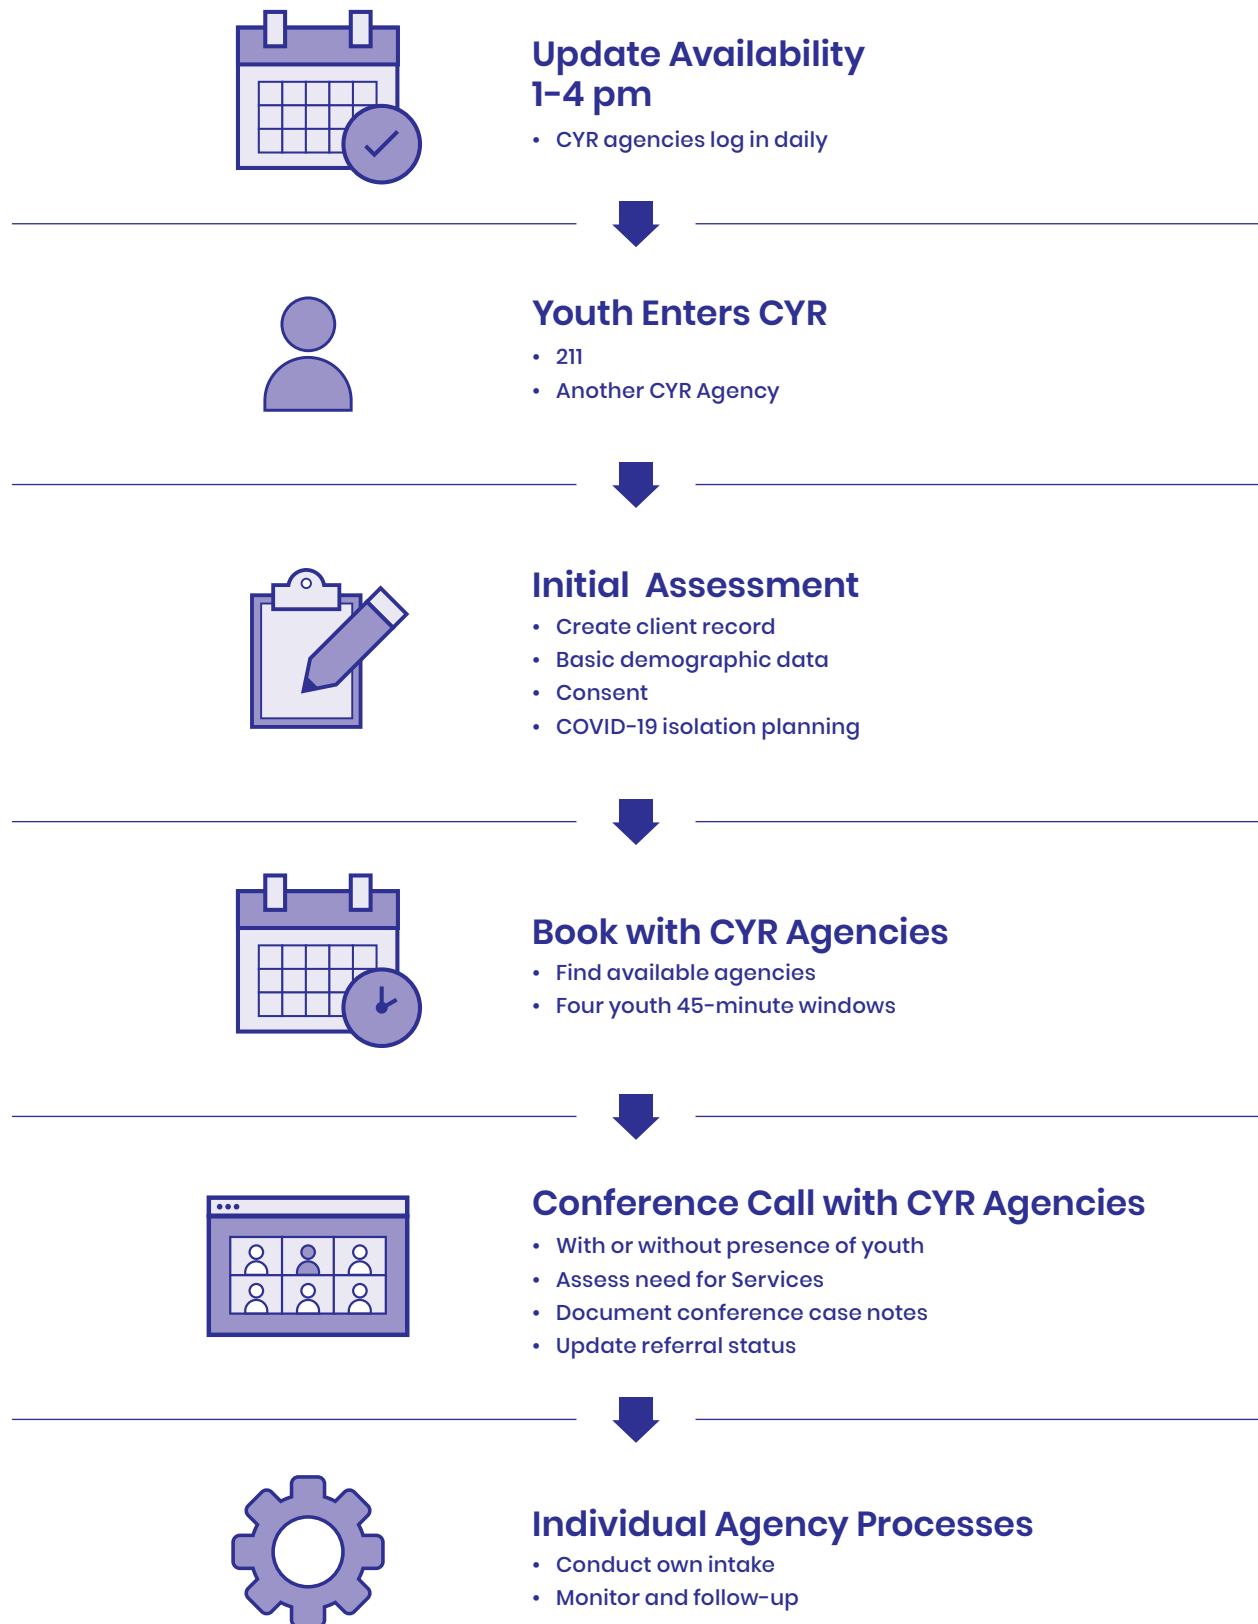 Update Availability
1-4 pm
• CYR agencies log in daily
Youth Enters CYR
• 211
• Another CYR Agency
Initial Assessment
• Create client record
• Basic demographic data
• Consent
• COVID-19 isolation planning
Book with CYR Agencies
• Find available agencies
• Four youth 45-minute windows
Conference Call with CYR Agencies
• With or without presence of youth
• Assess need for Services
• Document conference case notes
• Update referral status
Individual Agency Processes
• Conduct own intake
• Monitor and follow-up